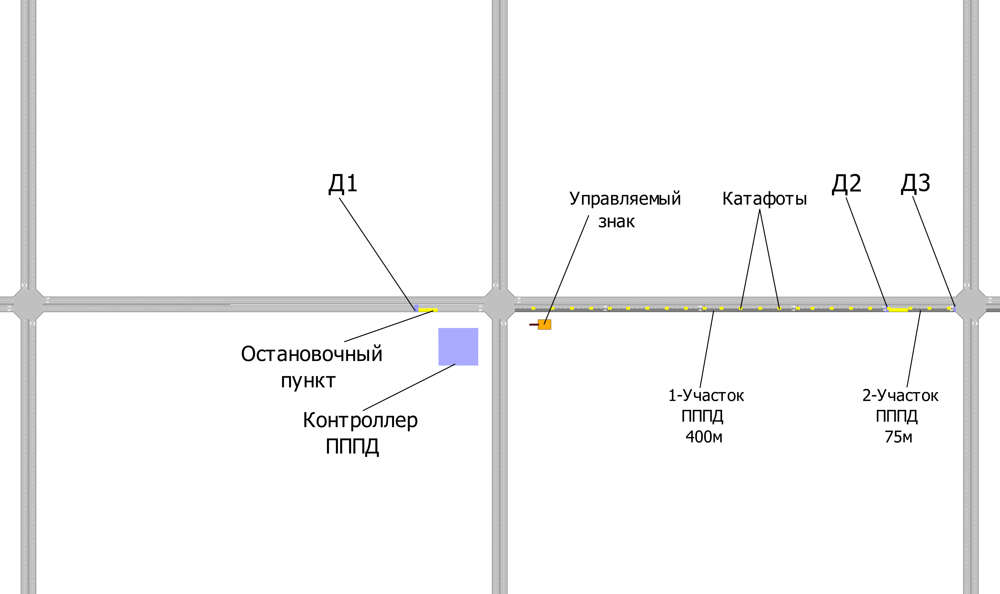 Д1
Управляемый
знак
Катафоты
Д2
Д3
Остановочный
пункт
Контроллер
ПППД
1-Участок
ПППД
400м
2-Участок
ПППД
75м